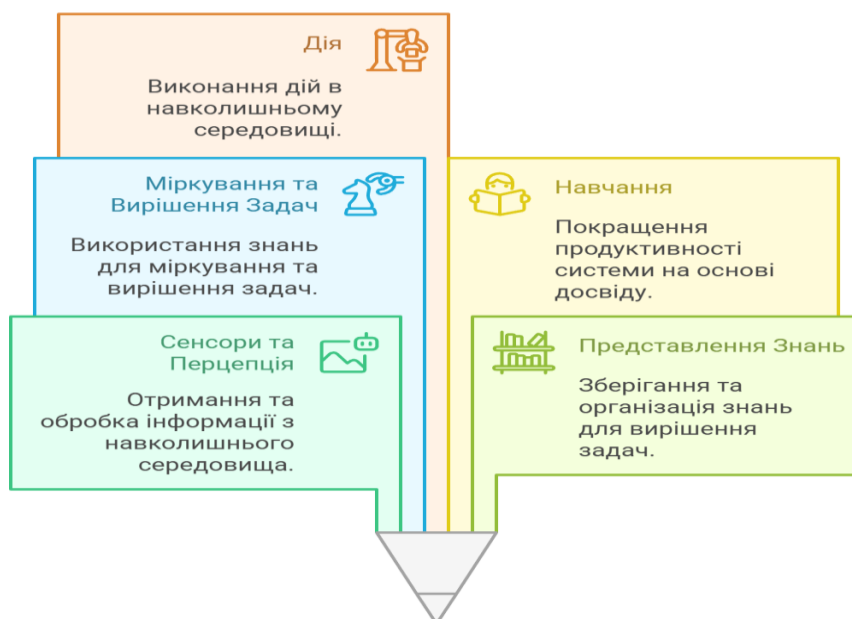 Дія
Виконання дій в
навколишньому
середовищі.
Міркування та
Вирішення Задач
Використання знань
для міркування та
вирішення задач.
Навчання
Покращення
продуктивності
системи на основі
досвіду.
Сенсори та
Перцепція
Отримання та
обробка інформації з
навколишнього
середовища.
Представлення Знань
Зберігання та
організація знань
для вирішення
задач.